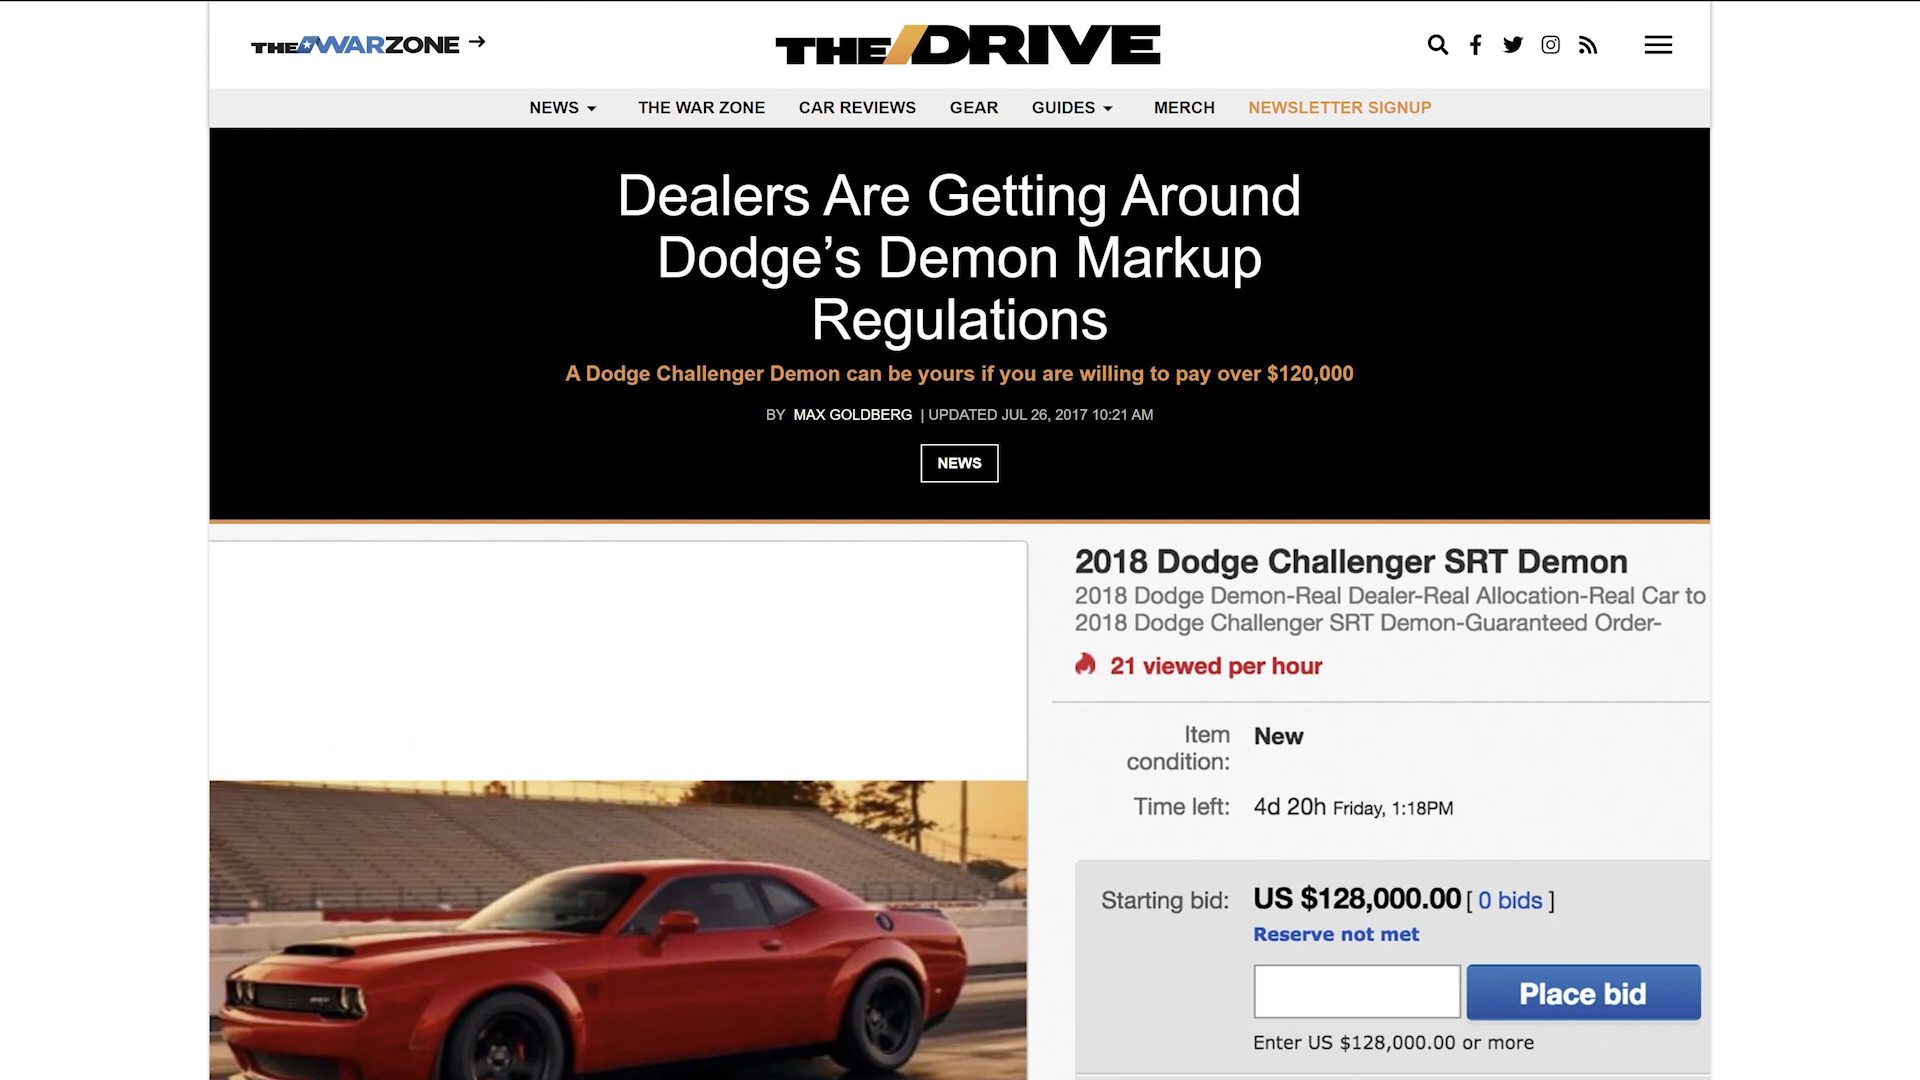 THE WARZONE
THE DRIVE
NEWS
THE WAR ZONE
CAR REVIEWS
GEAR
GUIDES
MERCH
NEWSLETTER SIGNUP
Dealers Are Getting Around
Dodge’s Demon Markup
Regulations
A Dodge Challenger Demon can be yours if you are willing to pay over $120,000
BY MAX GOLDBERG | UPDATED JUL 26, 2017 10:21 AM
NEWS
2018 Dodge Challenger SRT Demon
2018 Dodge Demon-Real Dealer-Real Allocation-Real Car to
2018 Dodge Challenger SRT Demon-Guaranteed Order-
21 viewed per hour
Item condition: New
Time left: 4d 20h Friday, 1:18PM
Starting bid: US $128,000.00 [ 0 bids ]
Reserve not met
Place bid
Enter US $128,000.00 or more